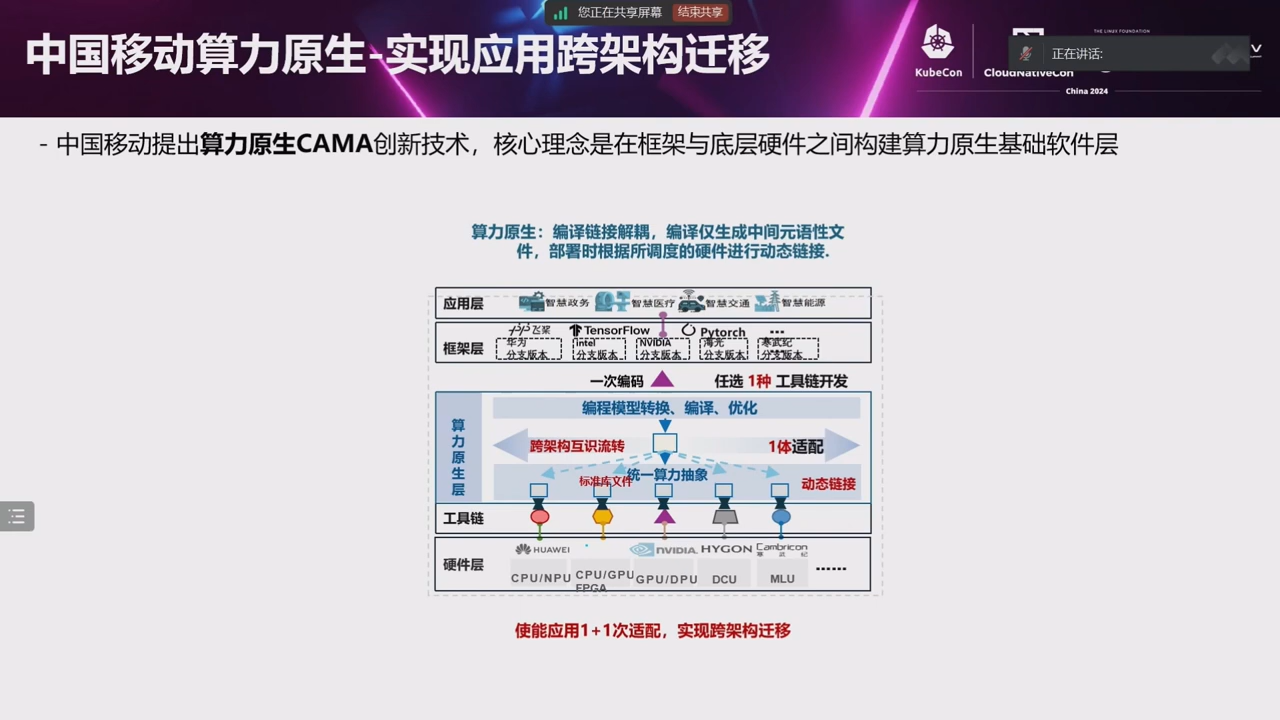 您正在共享屏幕 结束共享
中国移动算力原生-实现应用跨架构迁移
THE LINUX FOUNDATION
正在讲话:
KubeCon
CloudNativeCon
China 2024
- 中国移动提出算力原生CAMA创新技术，核心理念是在框架与底层硬件之间构建算力原生基础软件层
算力原生：编译链接解耦，编译仅生成中间元语性文
件，部署时根据所调度的硬件进行动态链接.
应用层 智慧政务 智慧医疗 智慧交通 智慧能源
飞桨 TensorFlow Pytorch ...
框架层
华为 intel NVIDIA 海光 寒武纪
分支版本 分支版本 分支版本 分支版本 分支版本
一次编码 任选 1种 工具链开发
算力原生层
编程模型转换、编译、优化
跨架构互识流转 1体适配
统一算力抽象
标准库文件 动态链接
工具链
HUAWEI NVIDIA. HYGON Cambricon
寒武纪
硬件层 ......
CPU/NPU CPU/GPU GPU/DPU DCU MLU
FPGA
使能应用1+1次适配，实现跨架构迁移